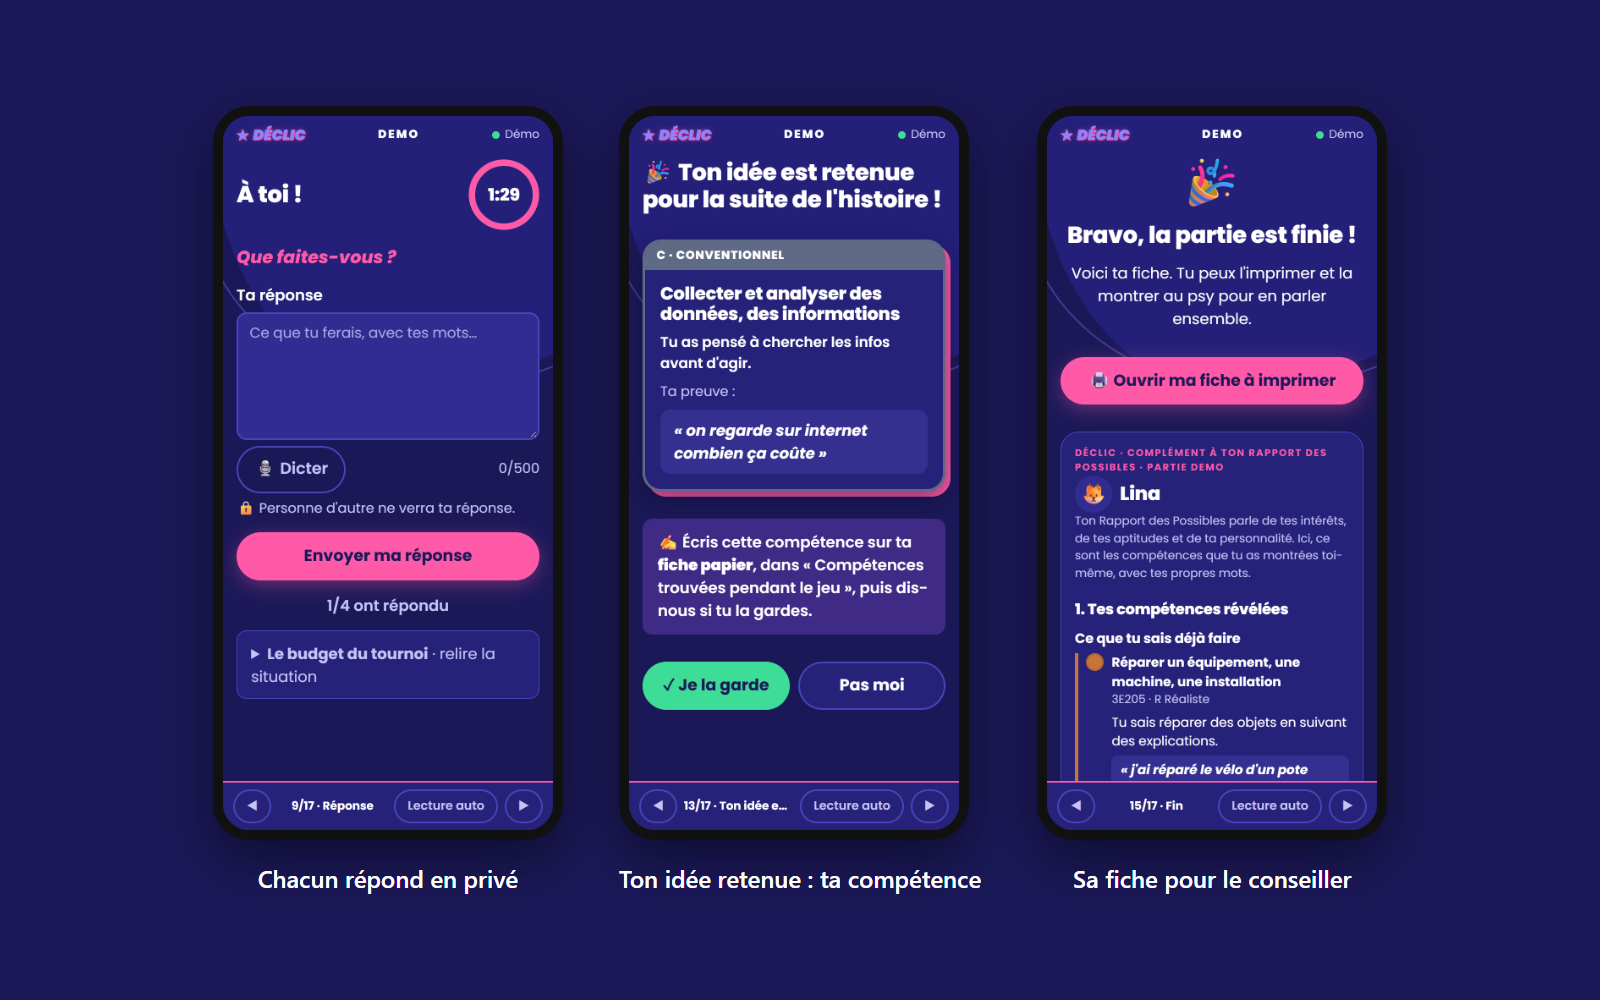 ★ DÉCLIC
DEMO
Démo
À toi !
1:29
Que faites-vous ?
Ta réponse
Ce que tu ferais, avec tes mots...
Dicter
0/500
Personne d'autre ne verra ta réponse.
Envoyer ma réponse
1/4 ont répondu
▶ Le budget du tournoi · relire la
situation
◀
9/17 · Réponse
Lecture auto
▶
Chacun répond en privé
★ DÉCLIC
DEMO
Démo
🎉 Ton idée est retenue
pour la suite de l'histoire !
C · CONVENTIONNEL
Collecter et analyser des
données, des informations
Tu as pensé à chercher les infos
avant d'agir.
Ta preuve :
« on regarde sur internet
combien ça coûte »
✍ Écris cette compétence sur ta
fiche papier, dans « Compétences
trouvées pendant le jeu », puis dis-
nous si tu la gardes.
✓ Je la garde
Pas moi
◀
13/17 · Ton idée e...
Lecture auto
▶
Ton idée retenue : ta compétence
★ DÉCLIC
DEMO
Démo
Bravo, la partie est finie !
Voici ta fiche. Tu peux l'imprimer et la
montrer au psy pour en parler
ensemble.
Ouvrir ma fiche à imprimer
DÉCLIC · COMPLÉMENT À TON RAPPORT DES
POSSIBLES · PARTIE DEMO
Lina
Ton Rapport des Possibles parle de tes intérêts,
de tes aptitudes et de ta personnalité. Ici, ce
sont les compétences que tu as montrées toi-
même, avec tes propres mots.
1. Tes compétences révélées
Ce que tu sais déjà faire
Réparer un équipement, une
machine, une installation
3E205 · R Réaliste
Tu sais réparer des objets en suivant
des explications.
« j'ai réparé le vélo d'un pote
◀
15/17 · Fin
Lecture auto
▶
Sa fiche pour le conseiller